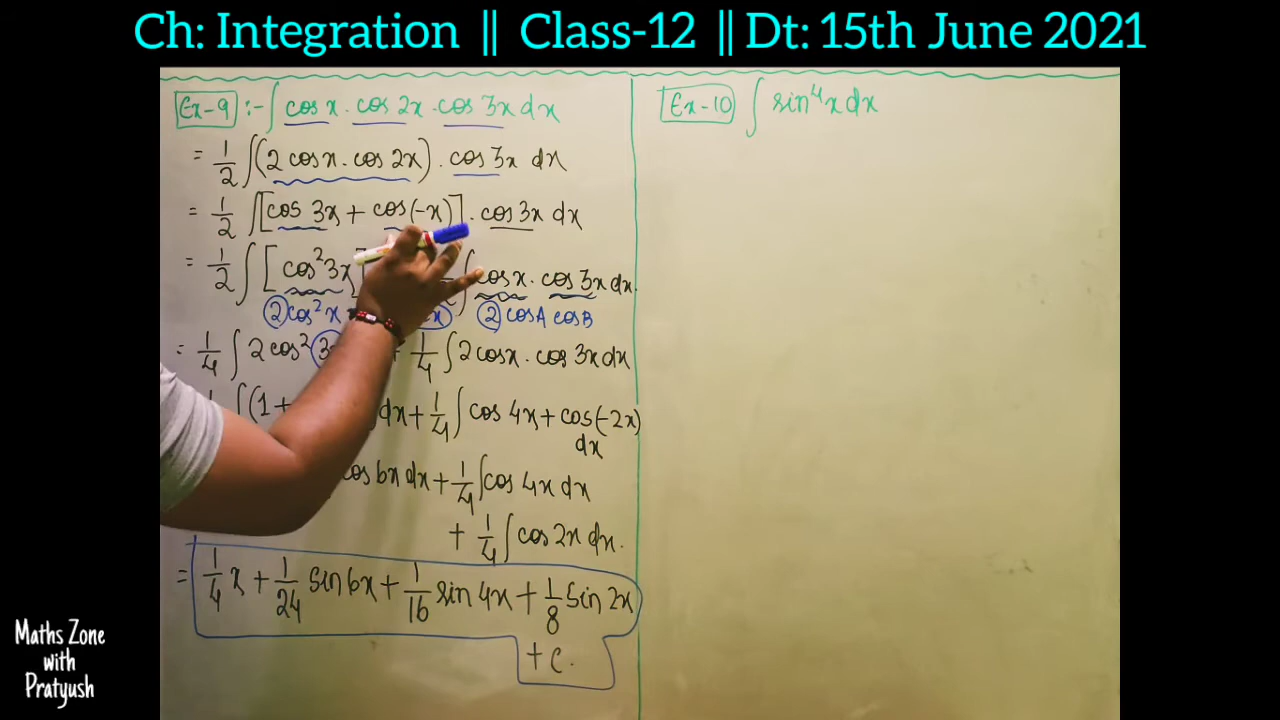 Ch: Integration || Class-12 || Dt: 15th June 2021
Ex-9 :- ∫ cos x . cos 2x . cos 3x dx
= 1/2 ∫(2 cos x . cos 2x) . cos 3x dx
= 1/2 ∫[cos 3x + cos(-x)] . cos 3x dx
= 1/2 ∫ [cos²3x] ∫ cos x . cos 3x dx.
2 cos² x 2 cos A cos B
= 1/4 ∫ 2 cos² + 1/4 ∫ 2 cos x . cos 3x dx
∫(1 + dx + 1/4 ∫ cos 4x + cos(-2x)
dx
cos 6x dx + 1/4 ∫ cos 4x dx
+ 1/4 ∫ cos 2x dx.
= 1/4 x + 1/24 sin 6x + 1/16 sin 4x + 1/8 sin 2x
+ c.
Ex-10 ∫ sin⁴x dx
Maths Zone
with
Pratyush